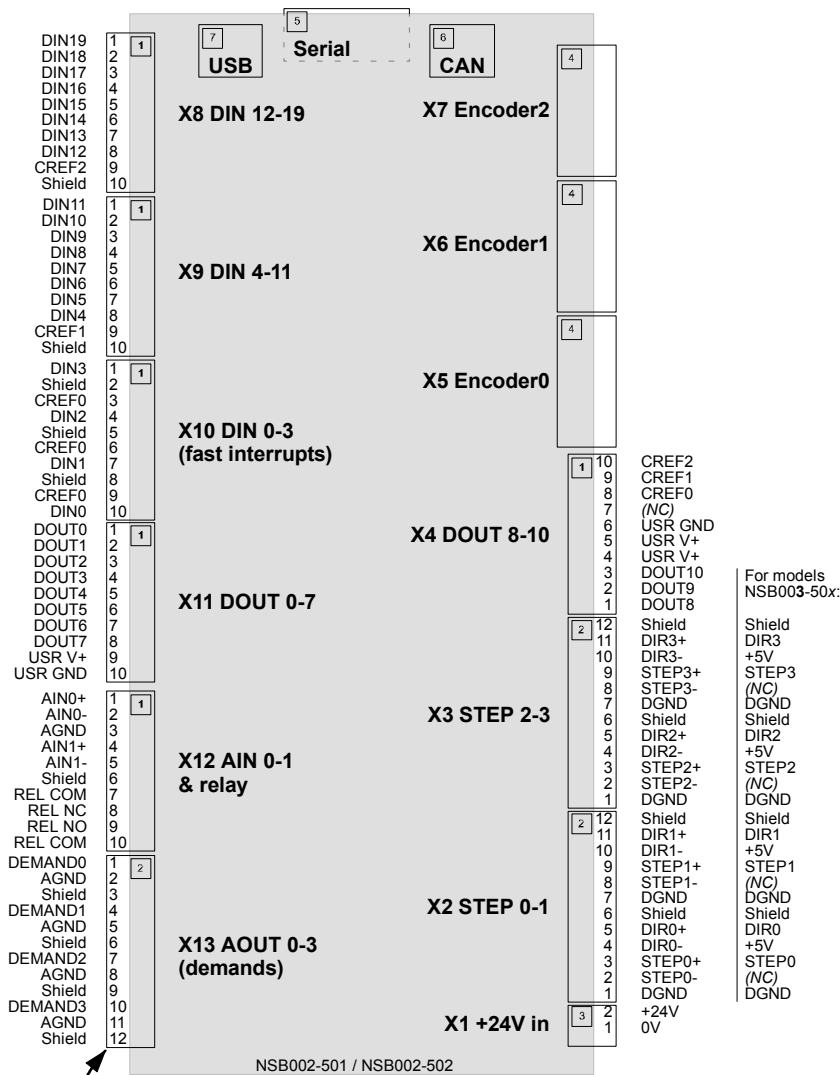 5
Serial
7
USB
6
CAN
DIN19 1 1
DIN18 2
DIN17 3
DIN16 4
DIN15 5
DIN14 6
DIN13 7
DIN12 8
CREF2 9
Shield 10
X8 DIN 12-19
DIN11 1 1
DIN10 2
DIN9 3
DIN8 4
DIN7 5
DIN6 6
DIN5 7
DIN4 8
CREF1 9
Shield 10
X9 DIN 4-11
DIN3 1 1
Shield 2
CREF0 3
DIN2 4
Shield 5
CREF0 6
DIN1 7
Shield 8
CREF0 9
DIN0 10
X10 DIN 0-3
(fast interrupts)
DOUT0 1 1
DOUT1 2
DOUT2 3
DOUT3 4
DOUT4 5
DOUT5 6
DOUT6 7
DOUT7 8
USR V+ 9
USR GND 10
X11 DOUT 0-7
AIN0+ 1 1
AIN0- 2
AGND 3
AIN1+ 4
AIN1- 5
Shield 6
REL COM 7
REL NC 8
REL NO 9
REL COM 10
X12 AIN 0-1
& relay
DEMAND0 1 2
AGND 2
Shield 3
DEMAND1 4
AGND 5
Shield 6
DEMAND2 7
AGND 8
Shield 9
DEMAND3 10
AGND 11
Shield 12
X13 AOUT 0-3
(demands)
X7 Encoder2
4
X6 Encoder1
4
X5 Encoder0
4
X4 DOUT 8-10
1 10 CREF2
9 CREF1
8 CREF0
7 (NC)
6 USR GND
5 USR V+
4 USR V+
3 DOUT10
2 DOUT9
1 DOUT8
For models
NSB003-50x:
X3 STEP 2-3
2 12 Shield Shield
11 DIR3+ DIR3
10 DIR3- +5V
9 STEP3+ STEP3
8 STEP3- (NC)
7 DGND DGND
6 Shield Shield
5 DIR2+ DIR2
4 DIR2- +5V
3 STEP2+ STEP2
2 STEP2- (NC)
1 DGND DGND
X2 STEP 0-1
2 12 Shield Shield
11 DIR1+ DIR1
10 DIR1- +5V
9 STEP1+ STEP1
8 STEP1- (NC)
7 DGND DGND
6 Shield Shield
5 DIR0+ DIR0
4 DIR0- +5V
3 STEP0+ STEP0
2 STEP0- (NC)
1 DGND DGND
X1 +24V in
3 2 +24V
1 0V
NSB002-501 / NSB002-502